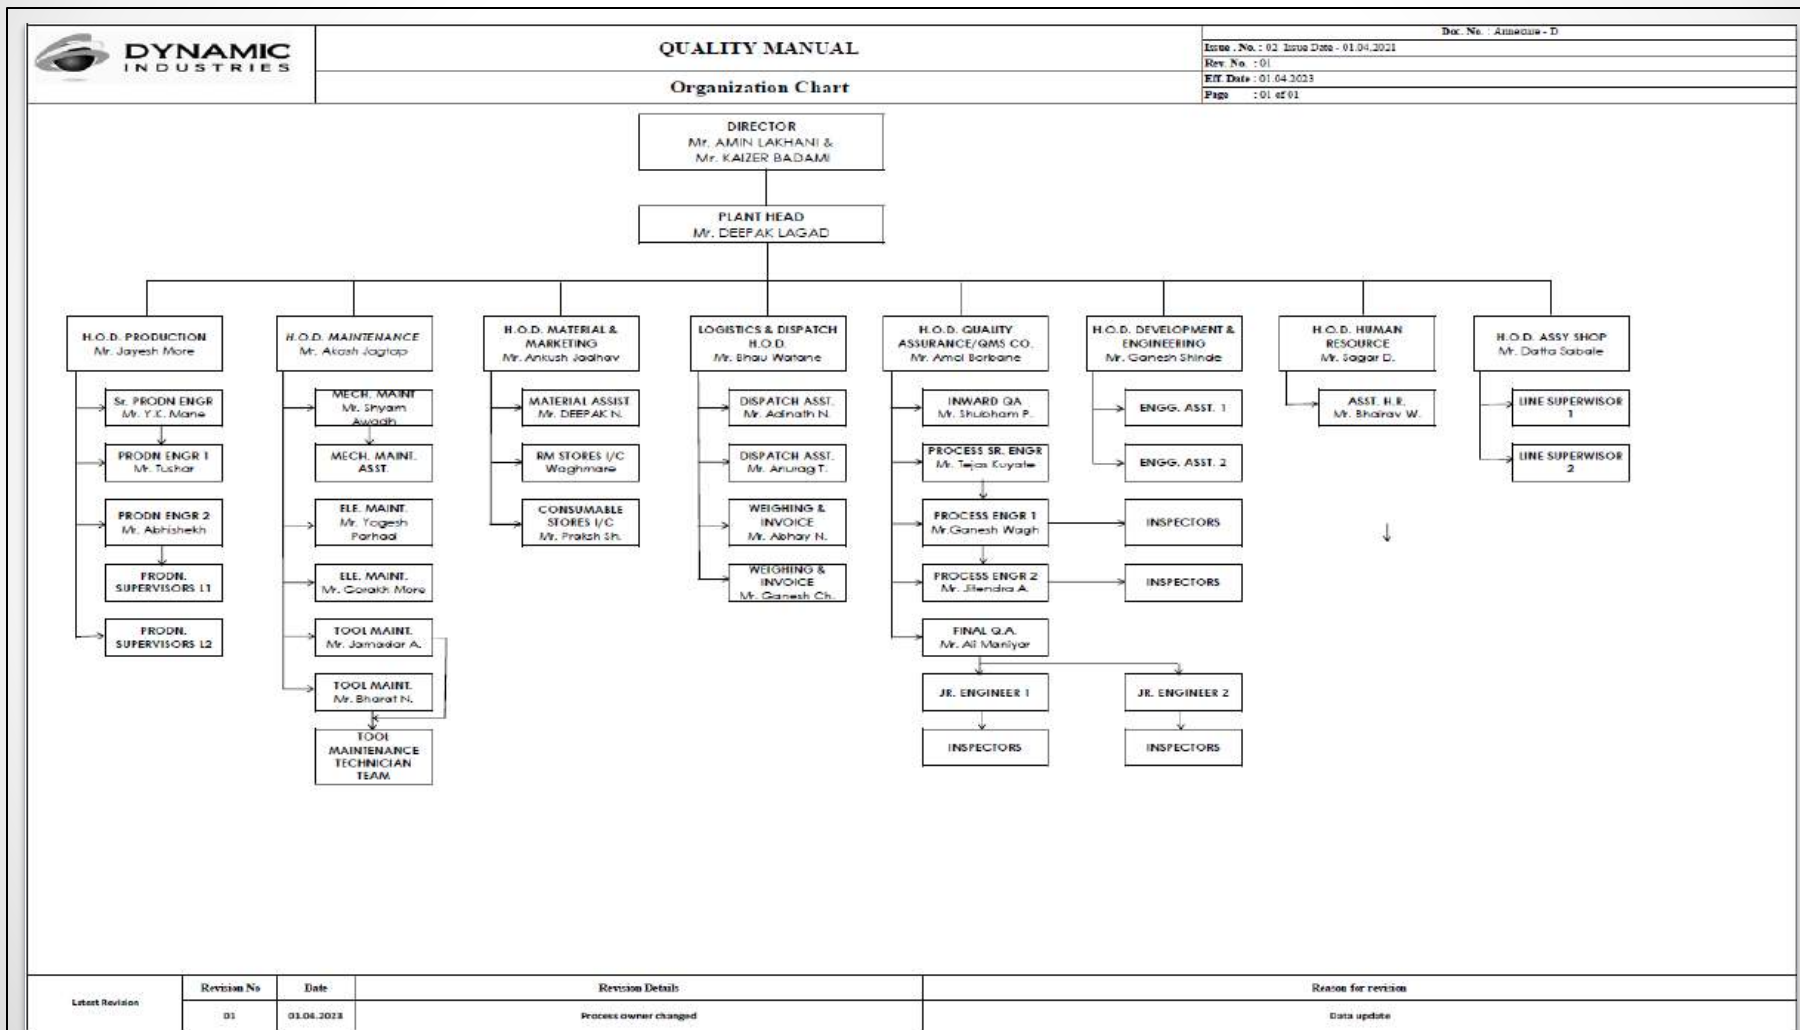 DYNAMIC
INDUSTRIES
QUALITY MANUAL
Organization Chart
Doc. No. : Annexure - D
Issue . No. : 02 Issue Date - 01.04.2021
Rev. No. : 01
Eff. Date : 01.04.2023
Page : 01 of 01
DIRECTOR
Mr. AMIN LAKHANI &
Mr. KAIZER BADAMI
PLANT HEAD
Mr. DEEPAK LAGAD
H.O.D. PRODUCTION
Mr. Jayesh More
Sr. PRODN ENGR
Mr. Y.K. Mane
PRODN ENGR 1
Mr. Tushar
PRODN ENGR 2
Mr. Abhishekh
PRODN.
SUPERVISORS L1
PRODN.
SUPERVISORS L2
H.O.D. MAINTENANCE
Mr. Akash Jagtap
MECH. MAINT
Mr. Shyam
Awadh
MECH. MAINT.
ASST.
ELE. MAINT.
Mr. Yogesh
Parhad
ELE. MAINT.
Mr. Gorakh More
TOOL MAINT.
Mr. Jamadar A.
TOOL MAINT.
Mr. Bharat N.
TOOL
MAINTENANCE
TECHNICIAN
TEAM
H.O.D. MATERIAL &
MARKETING
Mr. Ankush Jadhav
MATERIAL ASSIST
Mr. DEEPAK N.
RM STORES I/C
Waghmare
CONSUMABLE
STORES I/C
Mr. Praksh Sh.
LOGISTICS & DISPATCH
H.O.D.
Mr. Bhau Watane
DISPATCH ASST.
Mr. Adinath N.
DISPATCH ASST.
Mr. Anurag T.
WEIGHING &
INVOICE
Mr. Abhay N.
WEIGHING &
INVOICE
Mr. Ganesh Ch.
H.O.D. QUALITY
ASSURANCE/QMS CO.
Mr. Amol Borbane
INWARD QA
Mr. Shubham P.
PROCESS SR. ENGR
Mr. Tejas Kuyate
PROCESS ENGR 1
Mr.Ganesh Wagh
INSPECTORS
PROCESS ENGR 2
Mr. Jitendra A.
INSPECTORS
FINAL Q.A.
Mr. Ali Maniyar
JR. ENGINEER 1
JR. ENGINEER 2
INSPECTORS
INSPECTORS
H.O.D. DEVELOPMENT &
ENGINEERING
Mr. Ganesh Shinde
ENGG. ASST. 1
ENGG. ASST. 2
H.O.D. HUMAN
RESOURCE
Mr. Sagar D.
ASST. H.R.
Mr. Bhairav W.
H.O.D. ASSY SHOP
Mr. Datta Sabale
LINE SUPERWISOR
1
LINE SUPERWISOR
2
Latest Revision
Revision No
Date
Revision Details
Reason for revision
01
01.04.2023
Process owner changed
Data update